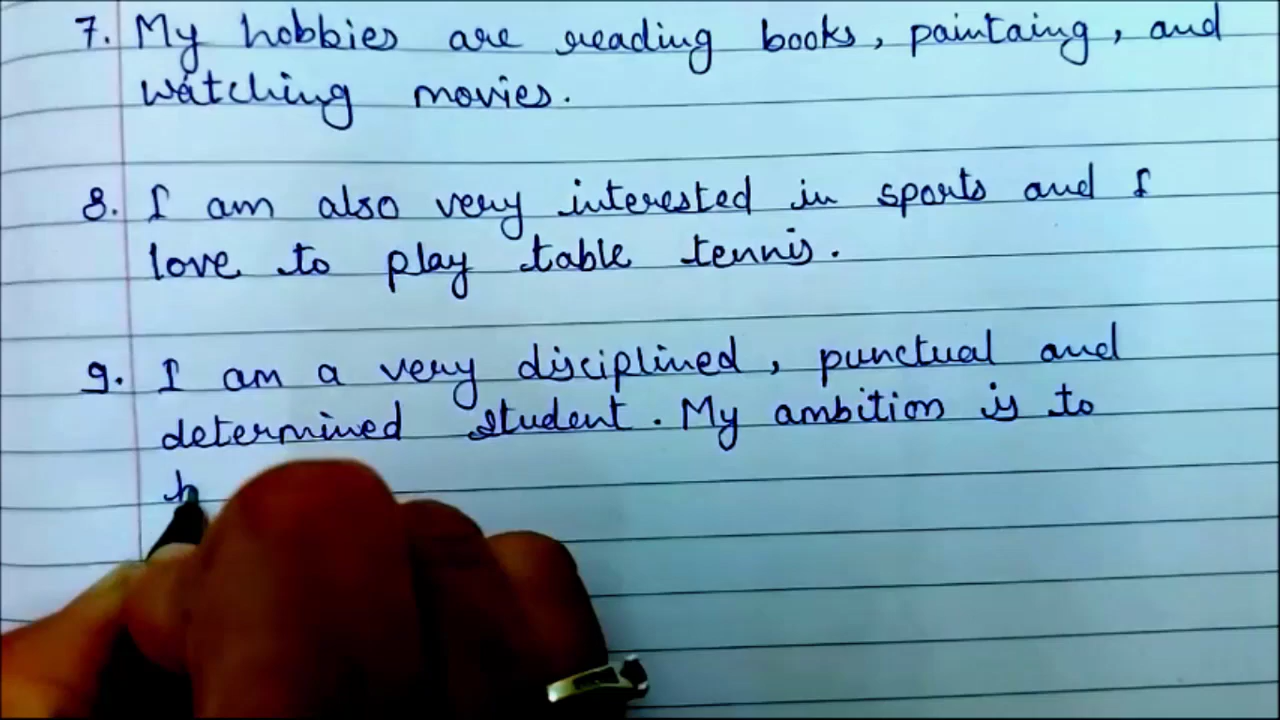 7. My hobbies are reading books, paintaing, and
watching movies.
8. I am also very interested in sports and I
love to play table tennis.
9. I am a very disciplined, punctual and
determined student. My ambition is to